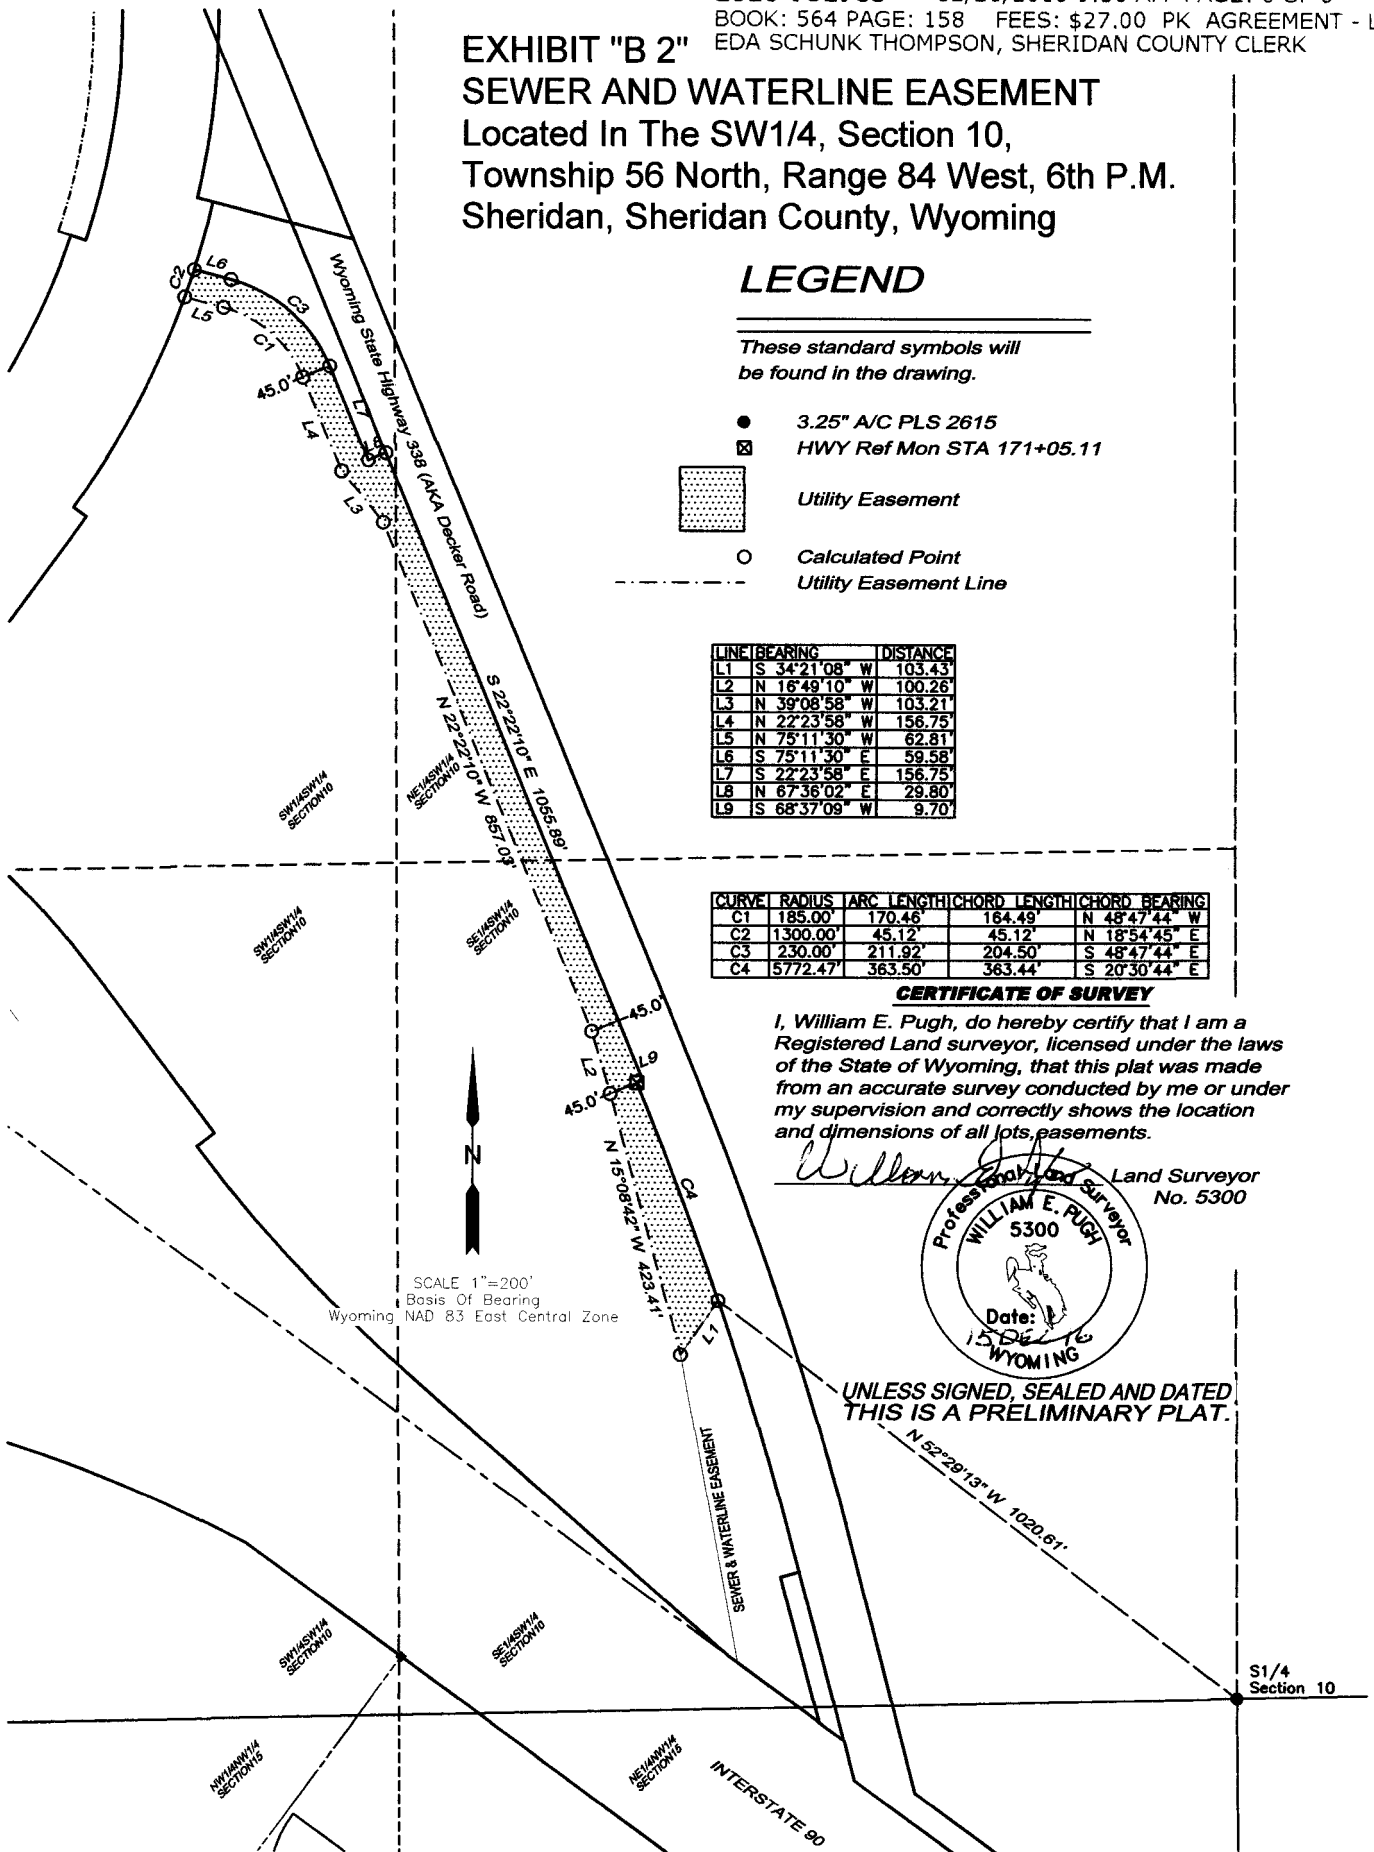 BOOK: 564 PAGE: 158 FEES: $27.00 PK AGREEMENT - L
EDA SCHUNK THOMPSON, SHERIDAN COUNTY CLERK
EXHIBIT "B 2"
SEWER AND WATERLINE EASEMENT
Located In The SW1/4, Section 10,
Township 56 North, Range 84 West, 6th P.M.
Sheridan, Sheridan County, Wyoming
LEGEND
These standard symbols will
be found in the drawing.
3.25" A/C PLS 2615
HWY Ref Mon STA 171+05.11
Utility Easement
Calculated Point
Utility Easement Line
LINE BEARING DISTANCE
L1 S 34°21'08" W 103.43'
L2 N 16°49'10" W 100.26'
L3 N 39°08'58" W 103.21'
L4 N 22°23'58" W 156.75'
L5 N 75°11'30" W 62.81'
L6 S 75°11'30" E 59.58'
L7 S 22°23'58" E 156.75'
L8 N 67°36'02" E 29.80'
L9 S 68°37'09" W 9.70'
CURVE RADIUS ARC LENGTH CHORD LENGTH CHORD BEARING
C1 185.00' 170.46' 164.49' N 48°47'44" W
C2 1300.00' 45.12' 45.12' N 18°54'45" E
C3 230.00' 211.92' 204.50' S 48°47'44" E
C4 5772.47' 363.50' 363.44' S 20°30'44" E
CERTIFICATE OF SURVEY
I, William E. Pugh, do hereby certify that I am a
Registered Land surveyor, licensed under the laws
of the State of Wyoming, that this plat was made
from an accurate survey conducted by me or under
my supervision and correctly shows the location
and dimensions of all lots,easements.
Land Surveyor
No. 5300
Professional Land Surveyor
WILLIAM E. PUGH
5300
Date:
15 DEC 16
WYOMING
UNLESS SIGNED, SEALED AND DATED
THIS IS A PRELIMINARY PLAT.
L6
C2
C3
L5
C1
45.0'
L4
L7
L3
Wyoming State Highway 338 (AKA Decker Road)
S 22°22'10" E 1055.89'
N 22°22'10" W 857.03'
SW1/4SW1/4
SECTION10
NE1/4SW1/4
SECTION10
SW1/4SW1/4
SECTION10
SE1/4SW1/4
SECTION10
45.0'
L9
L2
45.0'
N 15°08'42" W 423.41'
C4
L1
N
SCALE 1"=200'
Basis Of Bearing
Wyoming NAD 83 East Central Zone
SEWER & WATERLINE EASEMENT
N 52°29'13" W 1020.61'
SW1/4SW1/4
SECTION10
SE1/4SW1/4
SECTION10
S1/4
Section 10
NW1/4NW1/4
SECTION15
NE1/4NW1/4
SECTION15
INTERSTATE 90